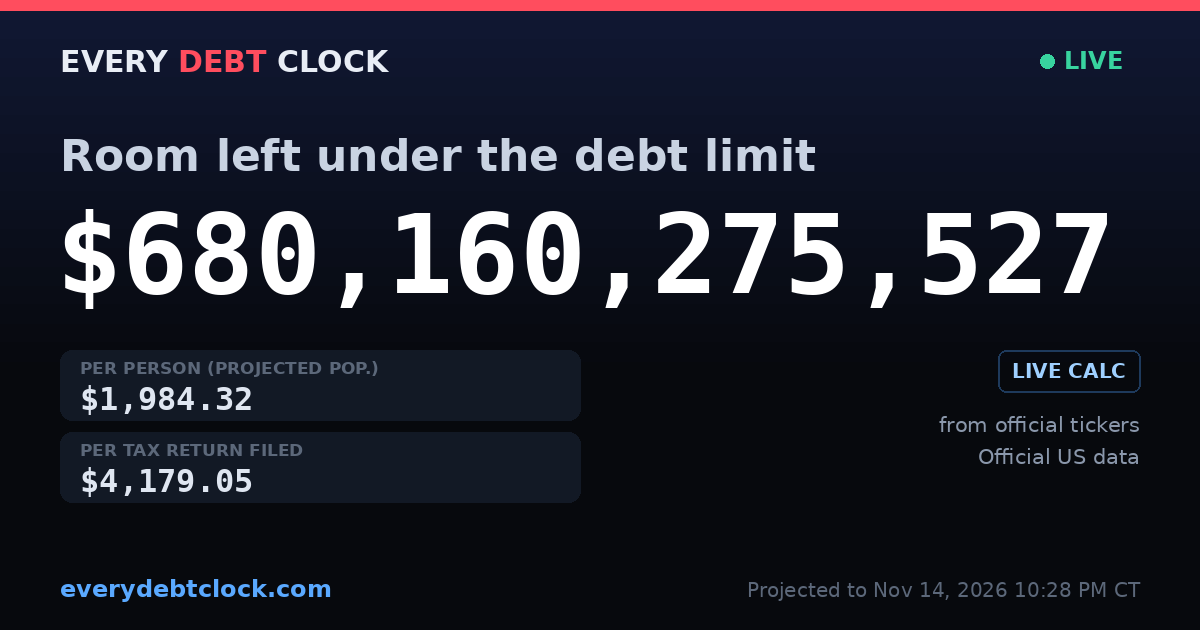 EVERY DEBT CLOCK
LIVE
Room left under the debt limit
$680,160,275,527
PER PERSON (PROJECTED POP.)
$1,984.32
PER TAX RETURN FILED
$4,179.05
LIVE CALC
from official tickers
Official US data
everydebtclock.com
Projected to Nov 14, 2026 10:28 PM CT